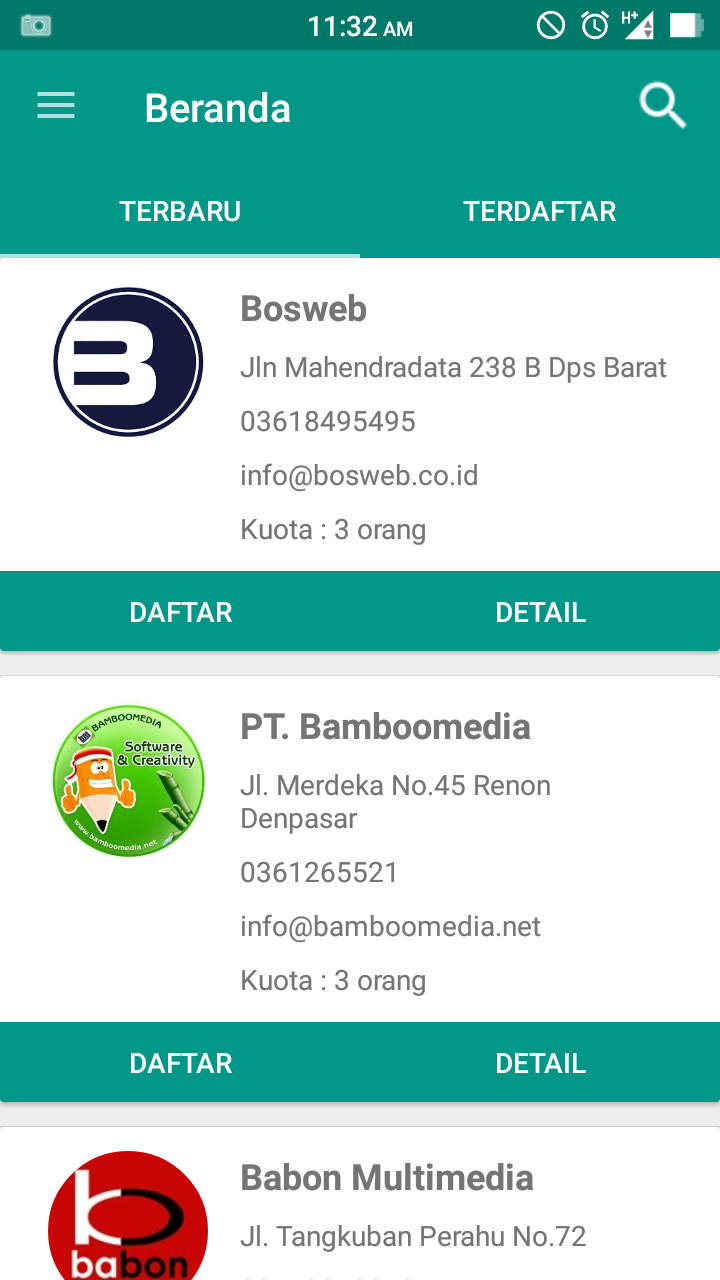 11:32 AM
H+
Beranda
TERBARU
TERDAFTAR
B
Bosweb
Jln Mahendradata 238 B Dps Barat
03618495495
info@bosweb.co.id
Kuota : 3 orang
DAFTAR
DETAIL
BAMBOOMEDIA
Software
& Creativity
www.bamboomedia.net
PT. Bamboomedia
Jl. Merdeka No.45 Renon
Denpasar
0361265521
info@bamboomedia.net
Kuota : 3 orang
DAFTAR
DETAIL
babon
Babon Multimedia
Jl. Tangkuban Perahu No.72